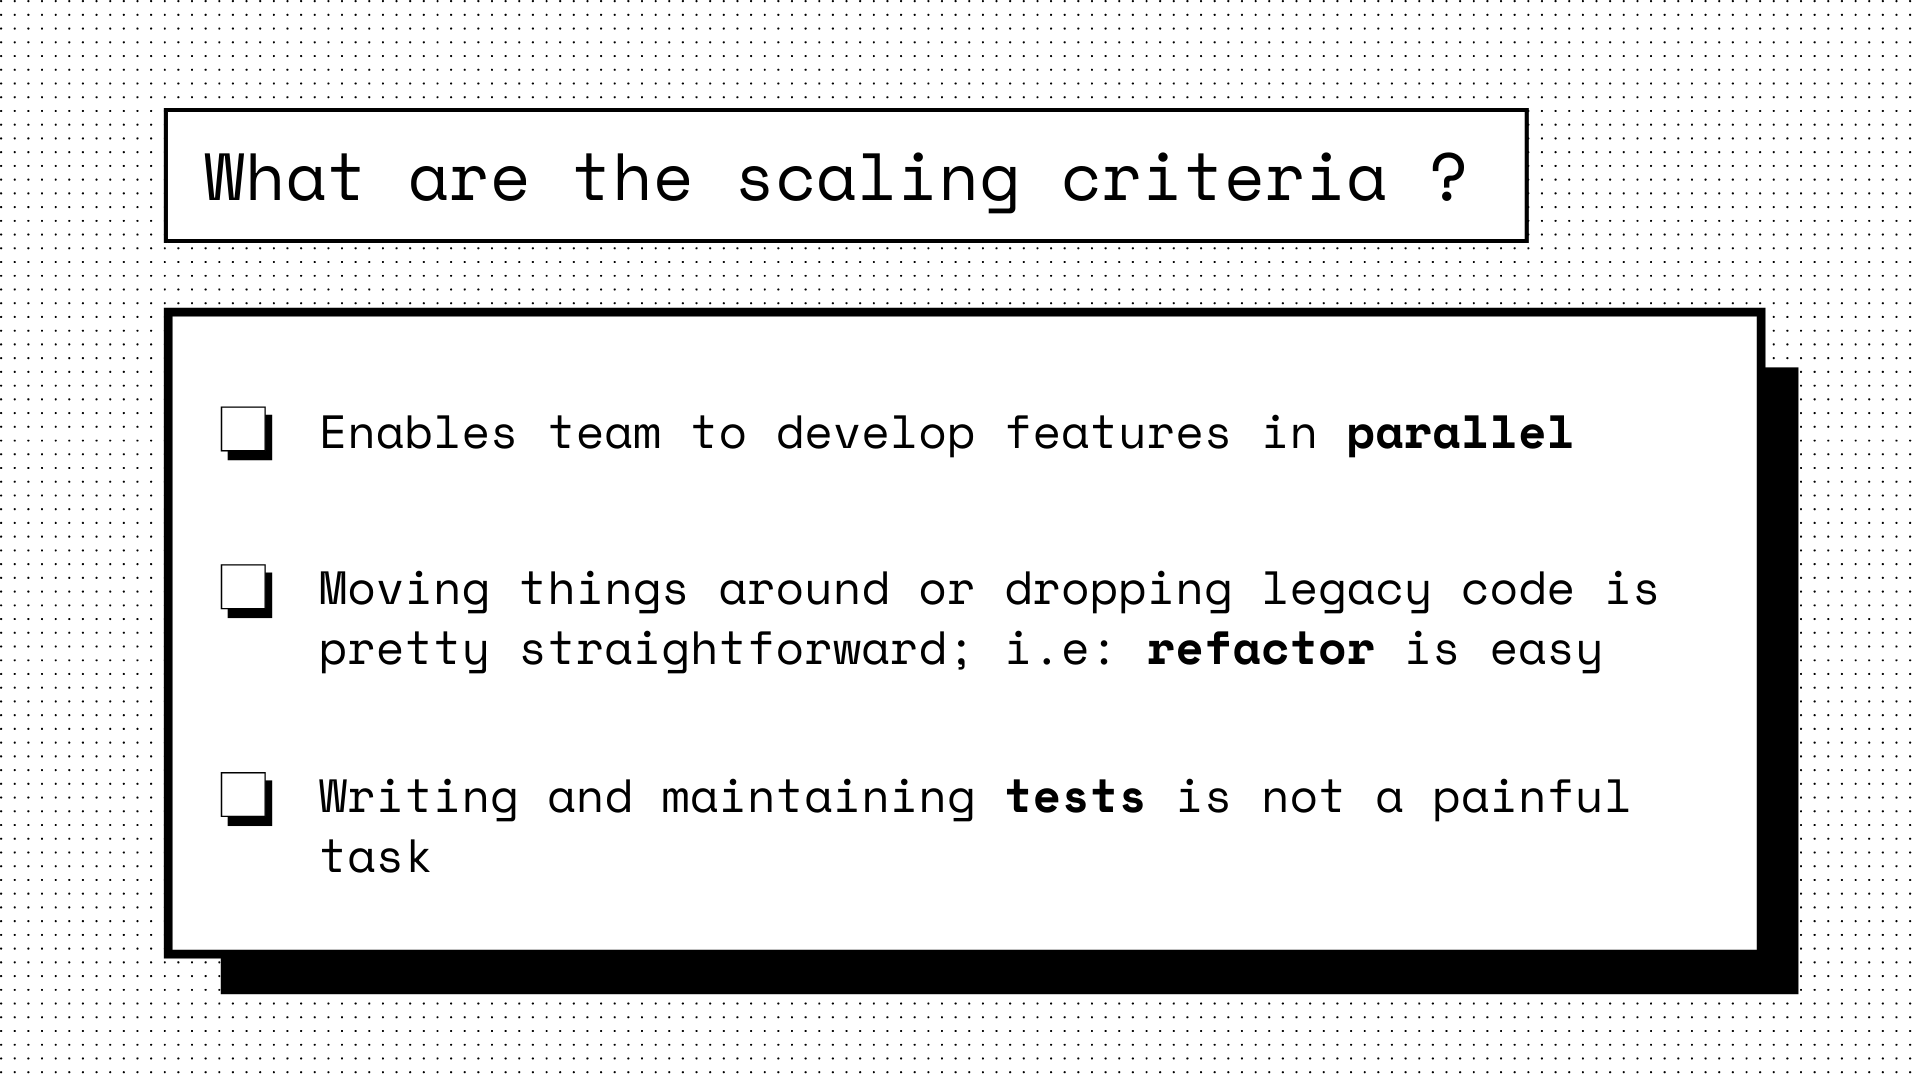 What are the scaling criteria ?
Enables team to develop features in parallel
Moving things around or dropping legacy code is
pretty straightforward; i.e: refactor is easy
Writing and maintaining tests is not a painful
task